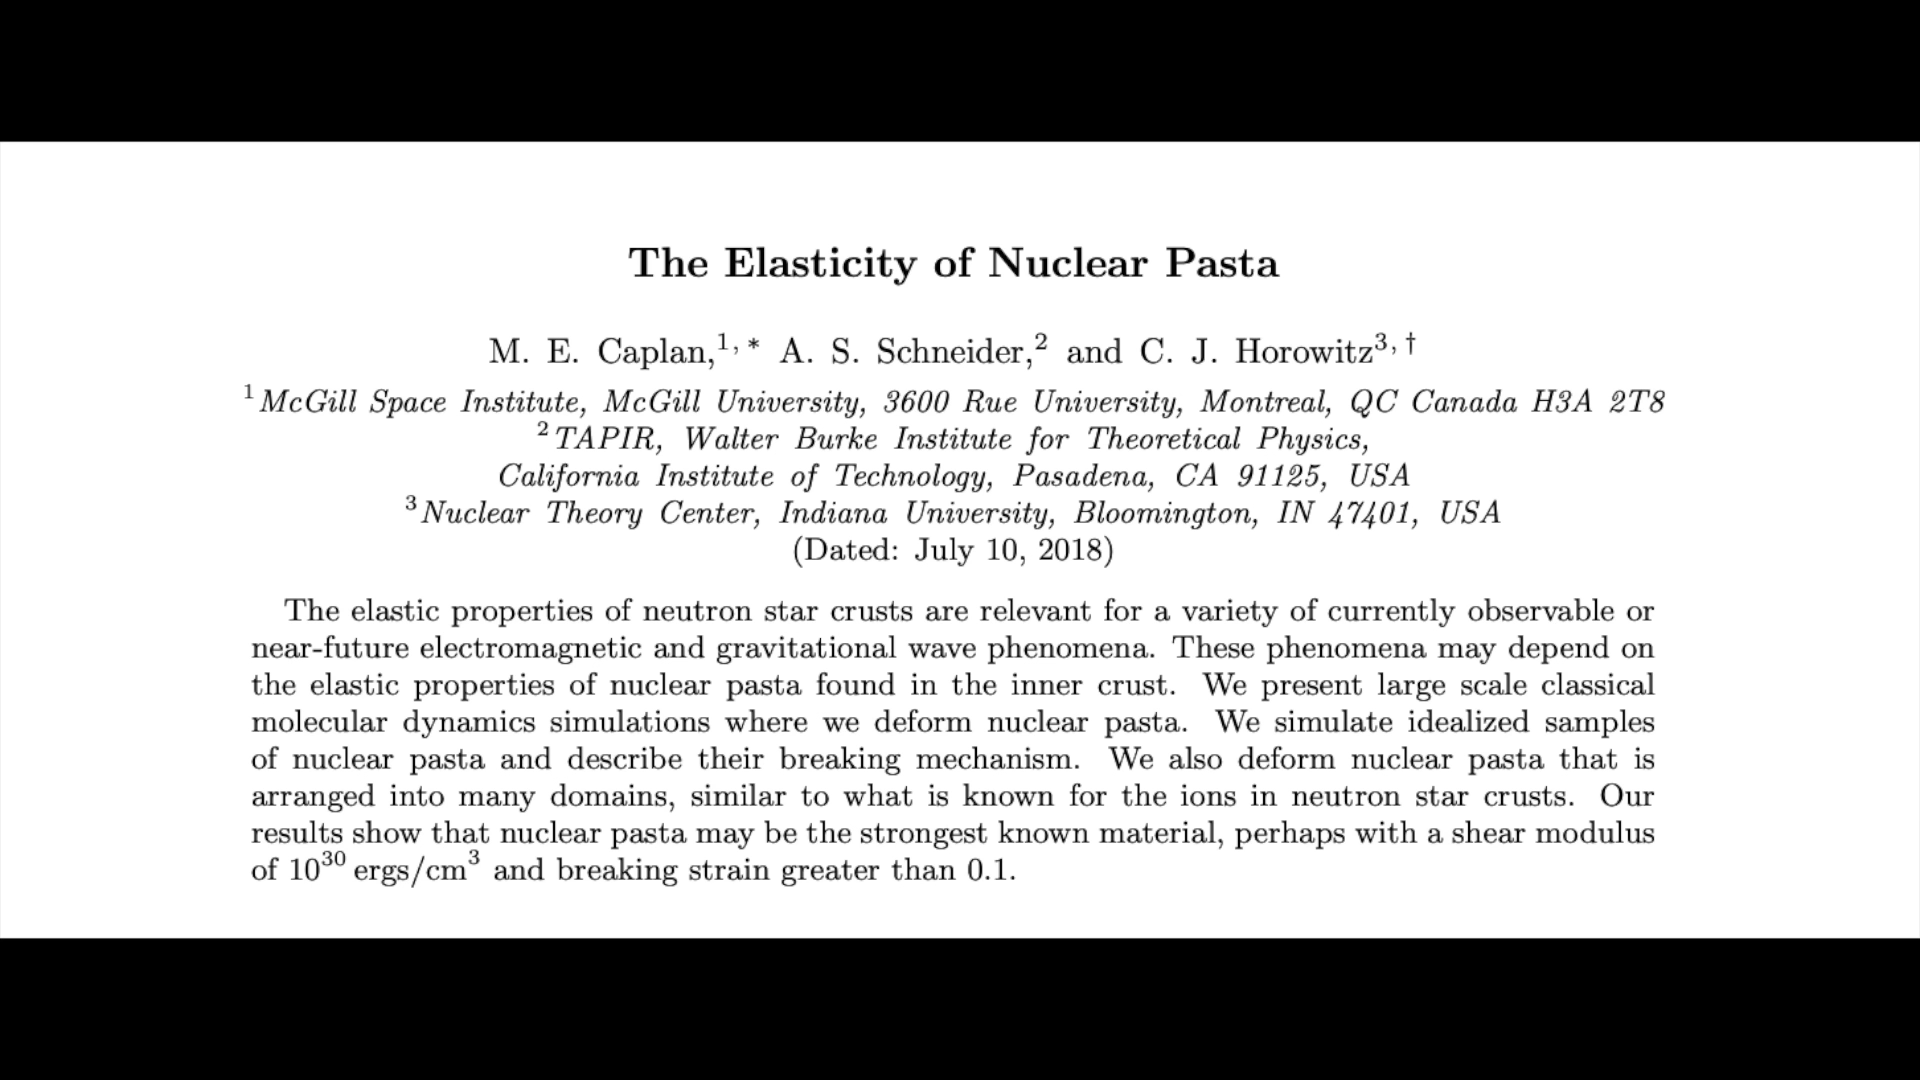 The Elasticity of Nuclear Pasta
M. E. Caplan,¹,* A. S. Schneider,² and C. J. Horowitz³,†
¹McGill Space Institute, McGill University, 3600 Rue University, Montreal, QC Canada H3A 2T8
²TAPIR, Walter Burke Institute for Theoretical Physics,
California Institute of Technology, Pasadena, CA 91125, USA
³Nuclear Theory Center, Indiana University, Bloomington, IN 47401, USA
(Dated: July 10, 2018)
The elastic properties of neutron star crusts are relevant for a variety of currently observable or
near-future electromagnetic and gravitational wave phenomena. These phenomena may depend on
the elastic properties of nuclear pasta found in the inner crust. We present large scale classical
molecular dynamics simulations where we deform nuclear pasta. We simulate idealized samples
of nuclear pasta and describe their breaking mechanism. We also deform nuclear pasta that is
arranged into many domains, similar to what is known for the ions in neutron star crusts. Our
results show that nuclear pasta may be the strongest known material, perhaps with a shear modulus
of 10³⁰ ergs/cm³ and breaking strain greater than 0.1.